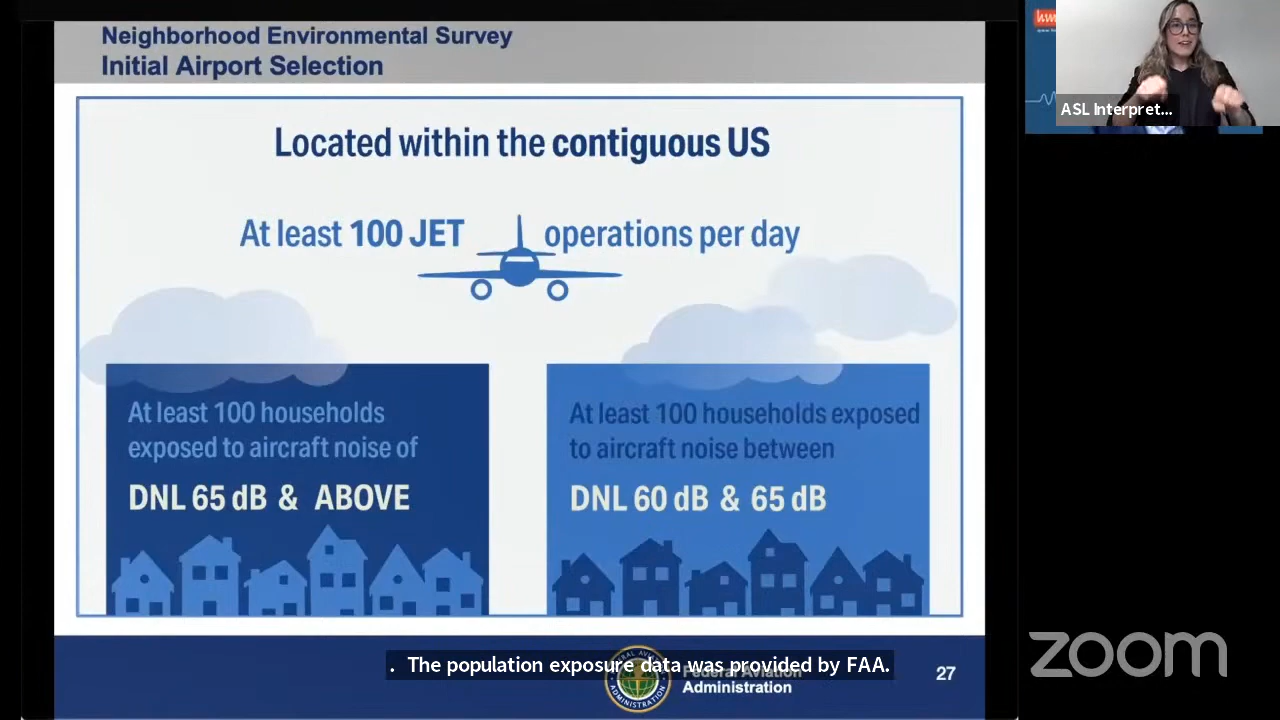 Neighborhood Environmental Survey
Initial Airport Selection
Located within the contiguous US
At least 100 JET operations per day
At least 100 households
exposed to aircraft noise of
DNL 65 dB & ABOVE
At least 100 households exposed
to aircraft noise between
DNL 60 dB & 65 dB
. The population exposure data was provided by FAA.
Federal Aviation
Administration
27
ASL Interpret...
zoom